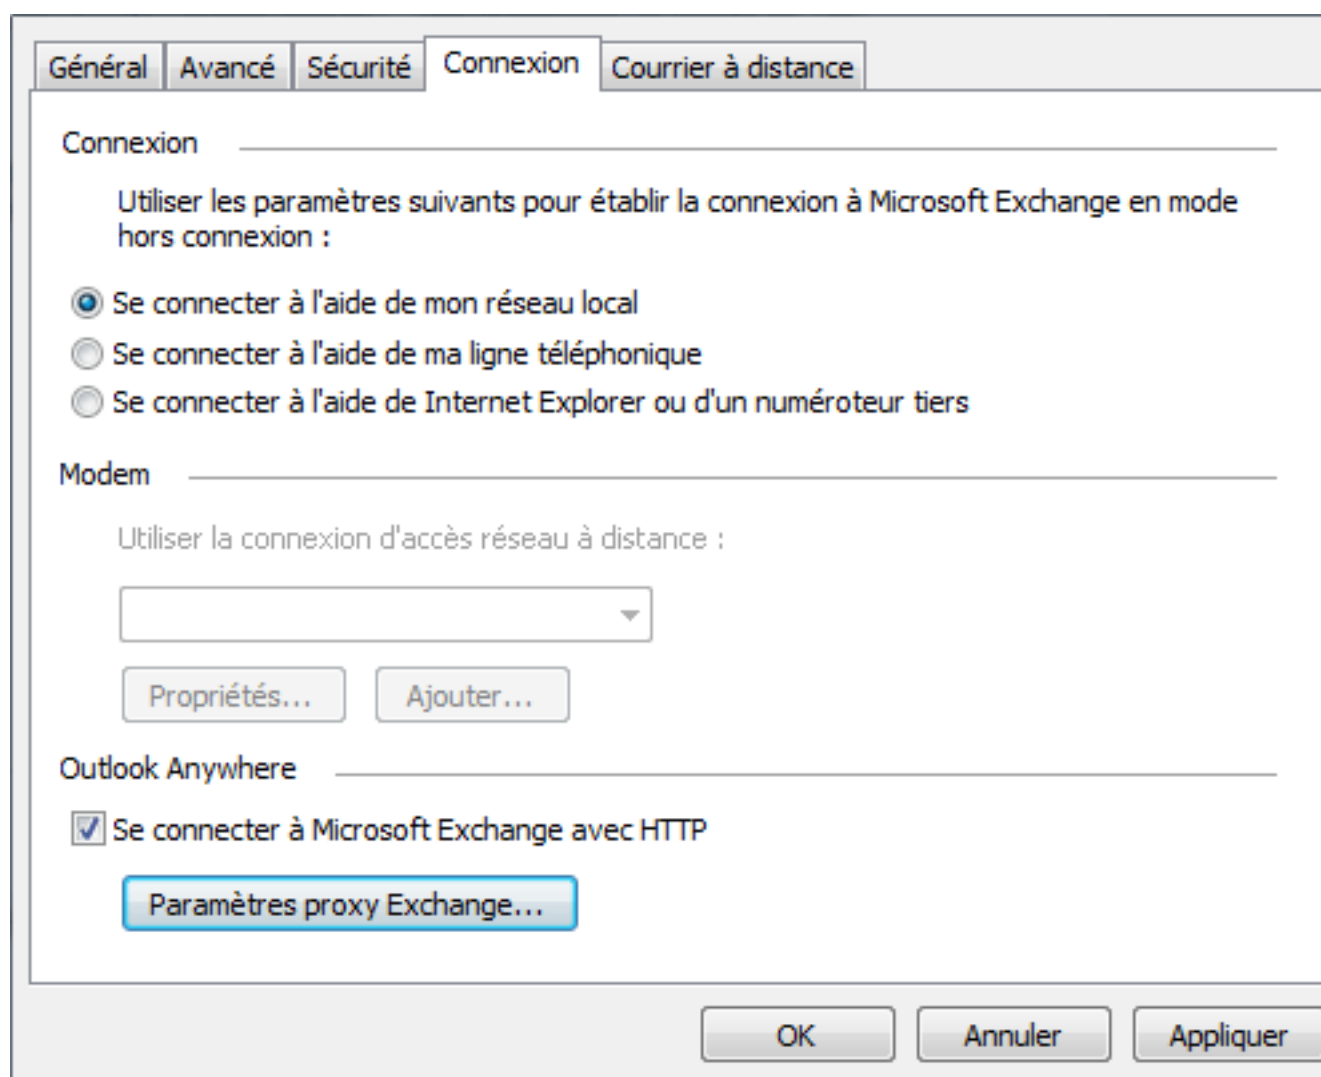 Général Avancé Sécurité Connexion Courrier à distance
Connexion
Utiliser les paramètres suivants pour établir la connexion à Microsoft Exchange en mode
hors connexion :
Se connecter à l'aide de mon réseau local
Se connecter à l'aide de ma ligne téléphonique
Se connecter à l'aide de Internet Explorer ou d'un numéroteur tiers
Modem
Utiliser la connexion d'accès réseau à distance :
Propriétés... Ajouter...
Outlook Anywhere
Se connecter à Microsoft Exchange avec HTTP
Paramètres proxy Exchange...
OK Annuler Appliquer